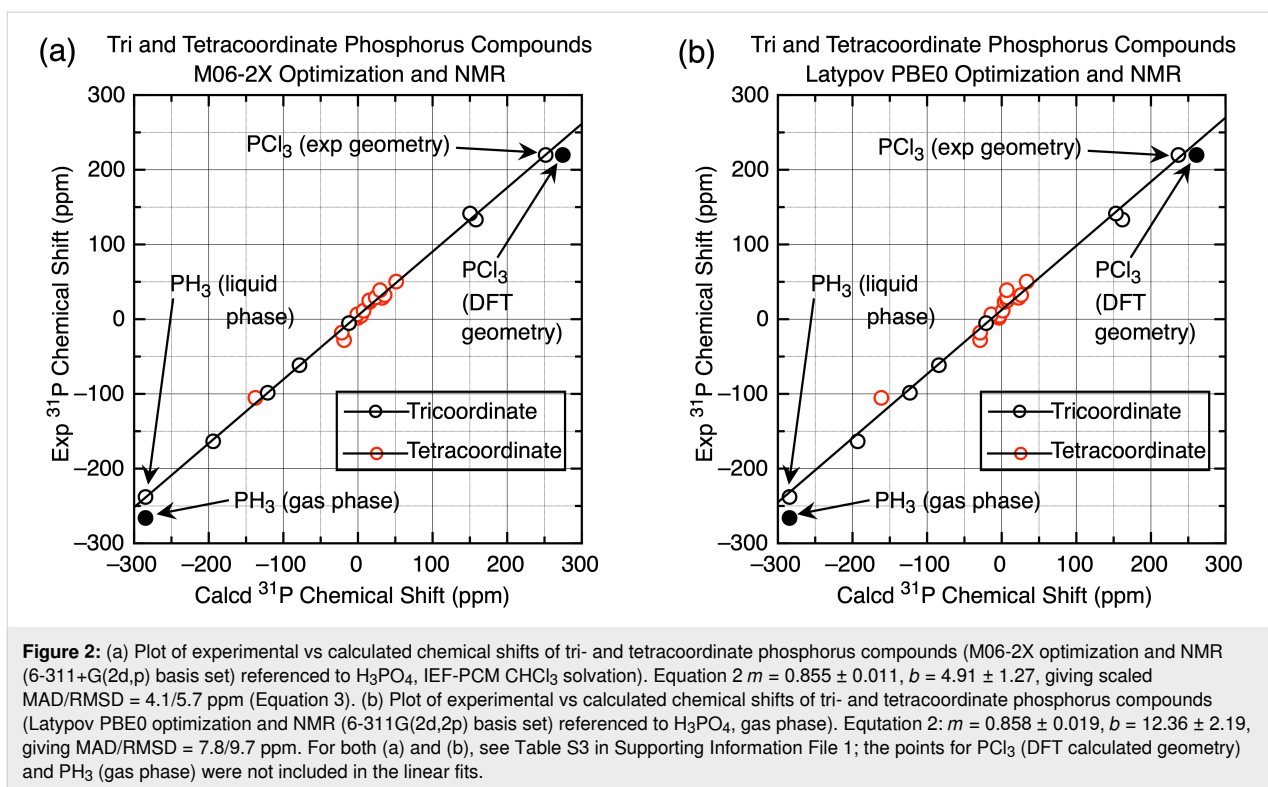 (a) Tri and Tetracoordinate Phosphorus Compounds
M06-2X Optimization and NMR
300
200
100
0
–100
–200
–300
Exp ³¹P Chemical Shift (ppm)
PCl₃ (exp geometry)
PH₃ (liquid
phase)
PCl₃
(DFT
geometry)
Tricoordinate
Tetracoordinate
PH₃ (gas phase)
–300 –200 –100 0 100 200 300
Calcd ³¹P Chemical Shift (ppm)
(b) Tri and Tetracoordinate Phosphorus Compounds
Latypov PBE0 Optimization and NMR
300
200
100
0
–100
–200
–300
Exp ³¹P Chemical Shift (ppm)
PCl₃ (exp geometry)
PH₃ (liquid
phase)
PCl₃
(DFT
geometry)
Tricoordinate
Tetracoordinate
PH₃ (gas phase)
–300 –200 –100 0 100 200 300
Calcd ³¹P Chemical Shift (ppm)
Figure 2: (a) Plot of experimental vs calculated chemical shifts of tri- and tetracoordinate phosphorus compounds (M06-2X optimization and NMR
(6-311+G(2d,p) basis set) referenced to H₃PO₄, IEF-PCM CHCl₃ solvation). Equation 2 m = 0.855 ± 0.011, b = 4.91 ± 1.27, giving scaled
MAD/RMSD = 4.1/5.7 ppm (Equation 3). (b) Plot of experimental vs calculated chemical shifts of tri- and tetracoordinate phosphorus compounds
(Latypov PBE0 optimization and NMR (6-311G(2d,2p) basis set) referenced to H₃PO₄, gas phase). Equtation 2: m = 0.858 ± 0.019, b = 12.36 ± 2.19,
giving MAD/RMSD = 7.8/9.7 ppm. For both (a) and (b), see Table S3 in Supporting Information File 1; the points for PCl₃ (DFT calculated geometry)
and PH₃ (gas phase) were not included in the linear fits.